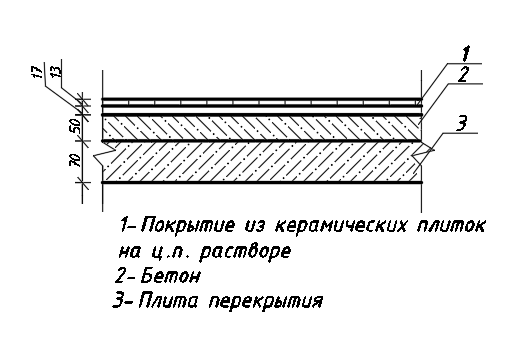 1
2
3
17
13
50
70
1- Покрытие из керамических плиток
на ц.п. растворе
2- Бетон
3- Плита перекрытия